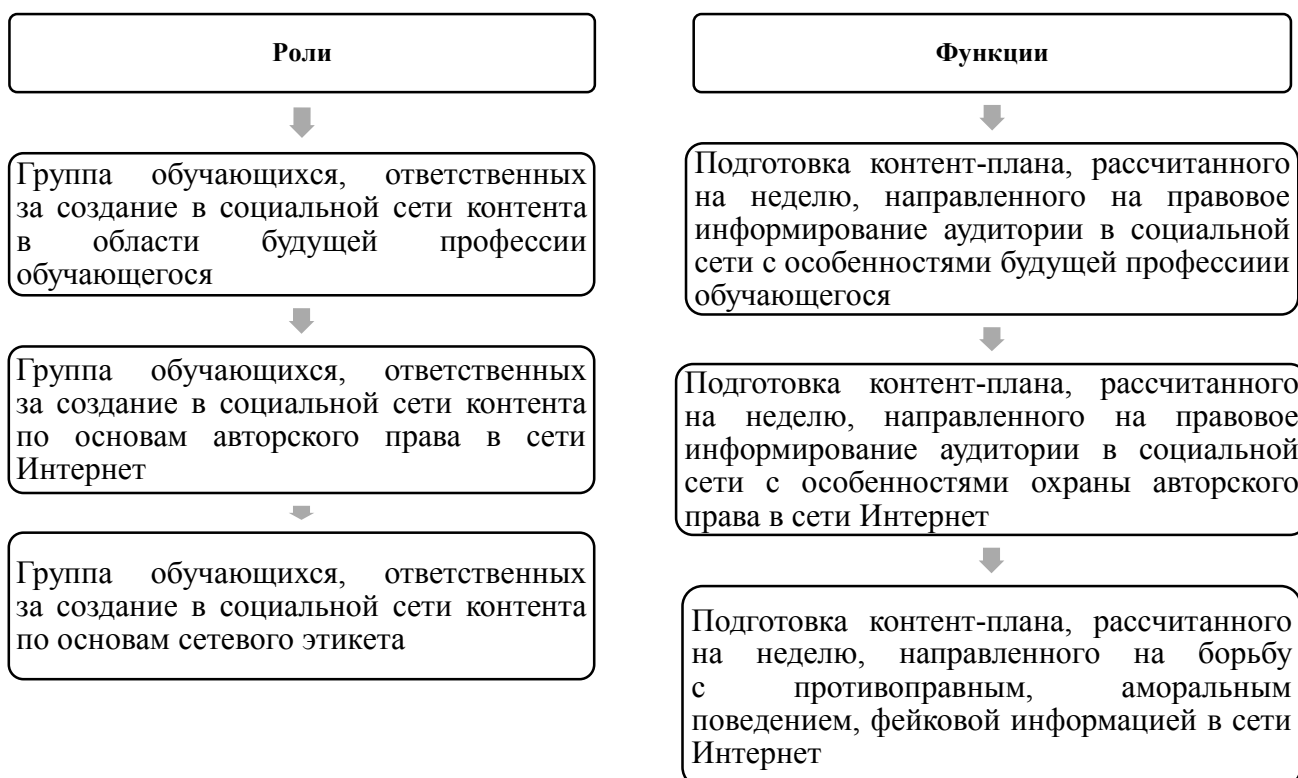 Роли
Группа обучающихся, ответственных
за создание в социальной сети контента
в области будущей профессии
обучающегося
Группа обучающихся, ответственных
за создание в социальной сети контента
по основам авторского права в сети
Интернет
Группа обучающихся, ответственных
за создание в социальной сети контента
по основам сетевого этикета
Функции
Подготовка контент-плана, рассчитанного
на неделю, направленного на правовое
информирование аудитории в социальной
сети с особенностями будущей профессиии
обучающегося
Подготовка контент-плана, рассчитанного
на неделю, направленного на правовое
информирование аудитории в социальной
сети с особенностями охраны авторского
права в сети Интернет
Подготовка контент-плана, рассчитанного
на неделю, направленного на борьбу
с противоправным, аморальным
поведением, фейковой информацией в сети
Интернет